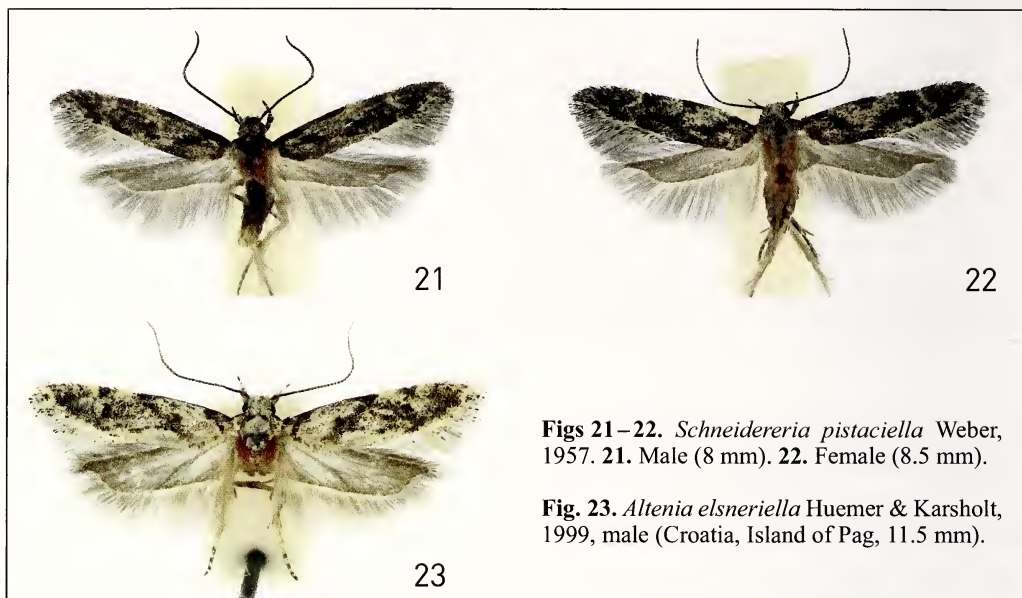 21
22
23
Figs 21–22. Schneidereria pistaciella Weber,
1957. 21. Male (8 mm). 22. Female (8.5 mm).
Fig. 23. Altenia elsneriella Huemer & Karsholt,
1999, male (Croatia, Island of Pag, 11.5 mm).